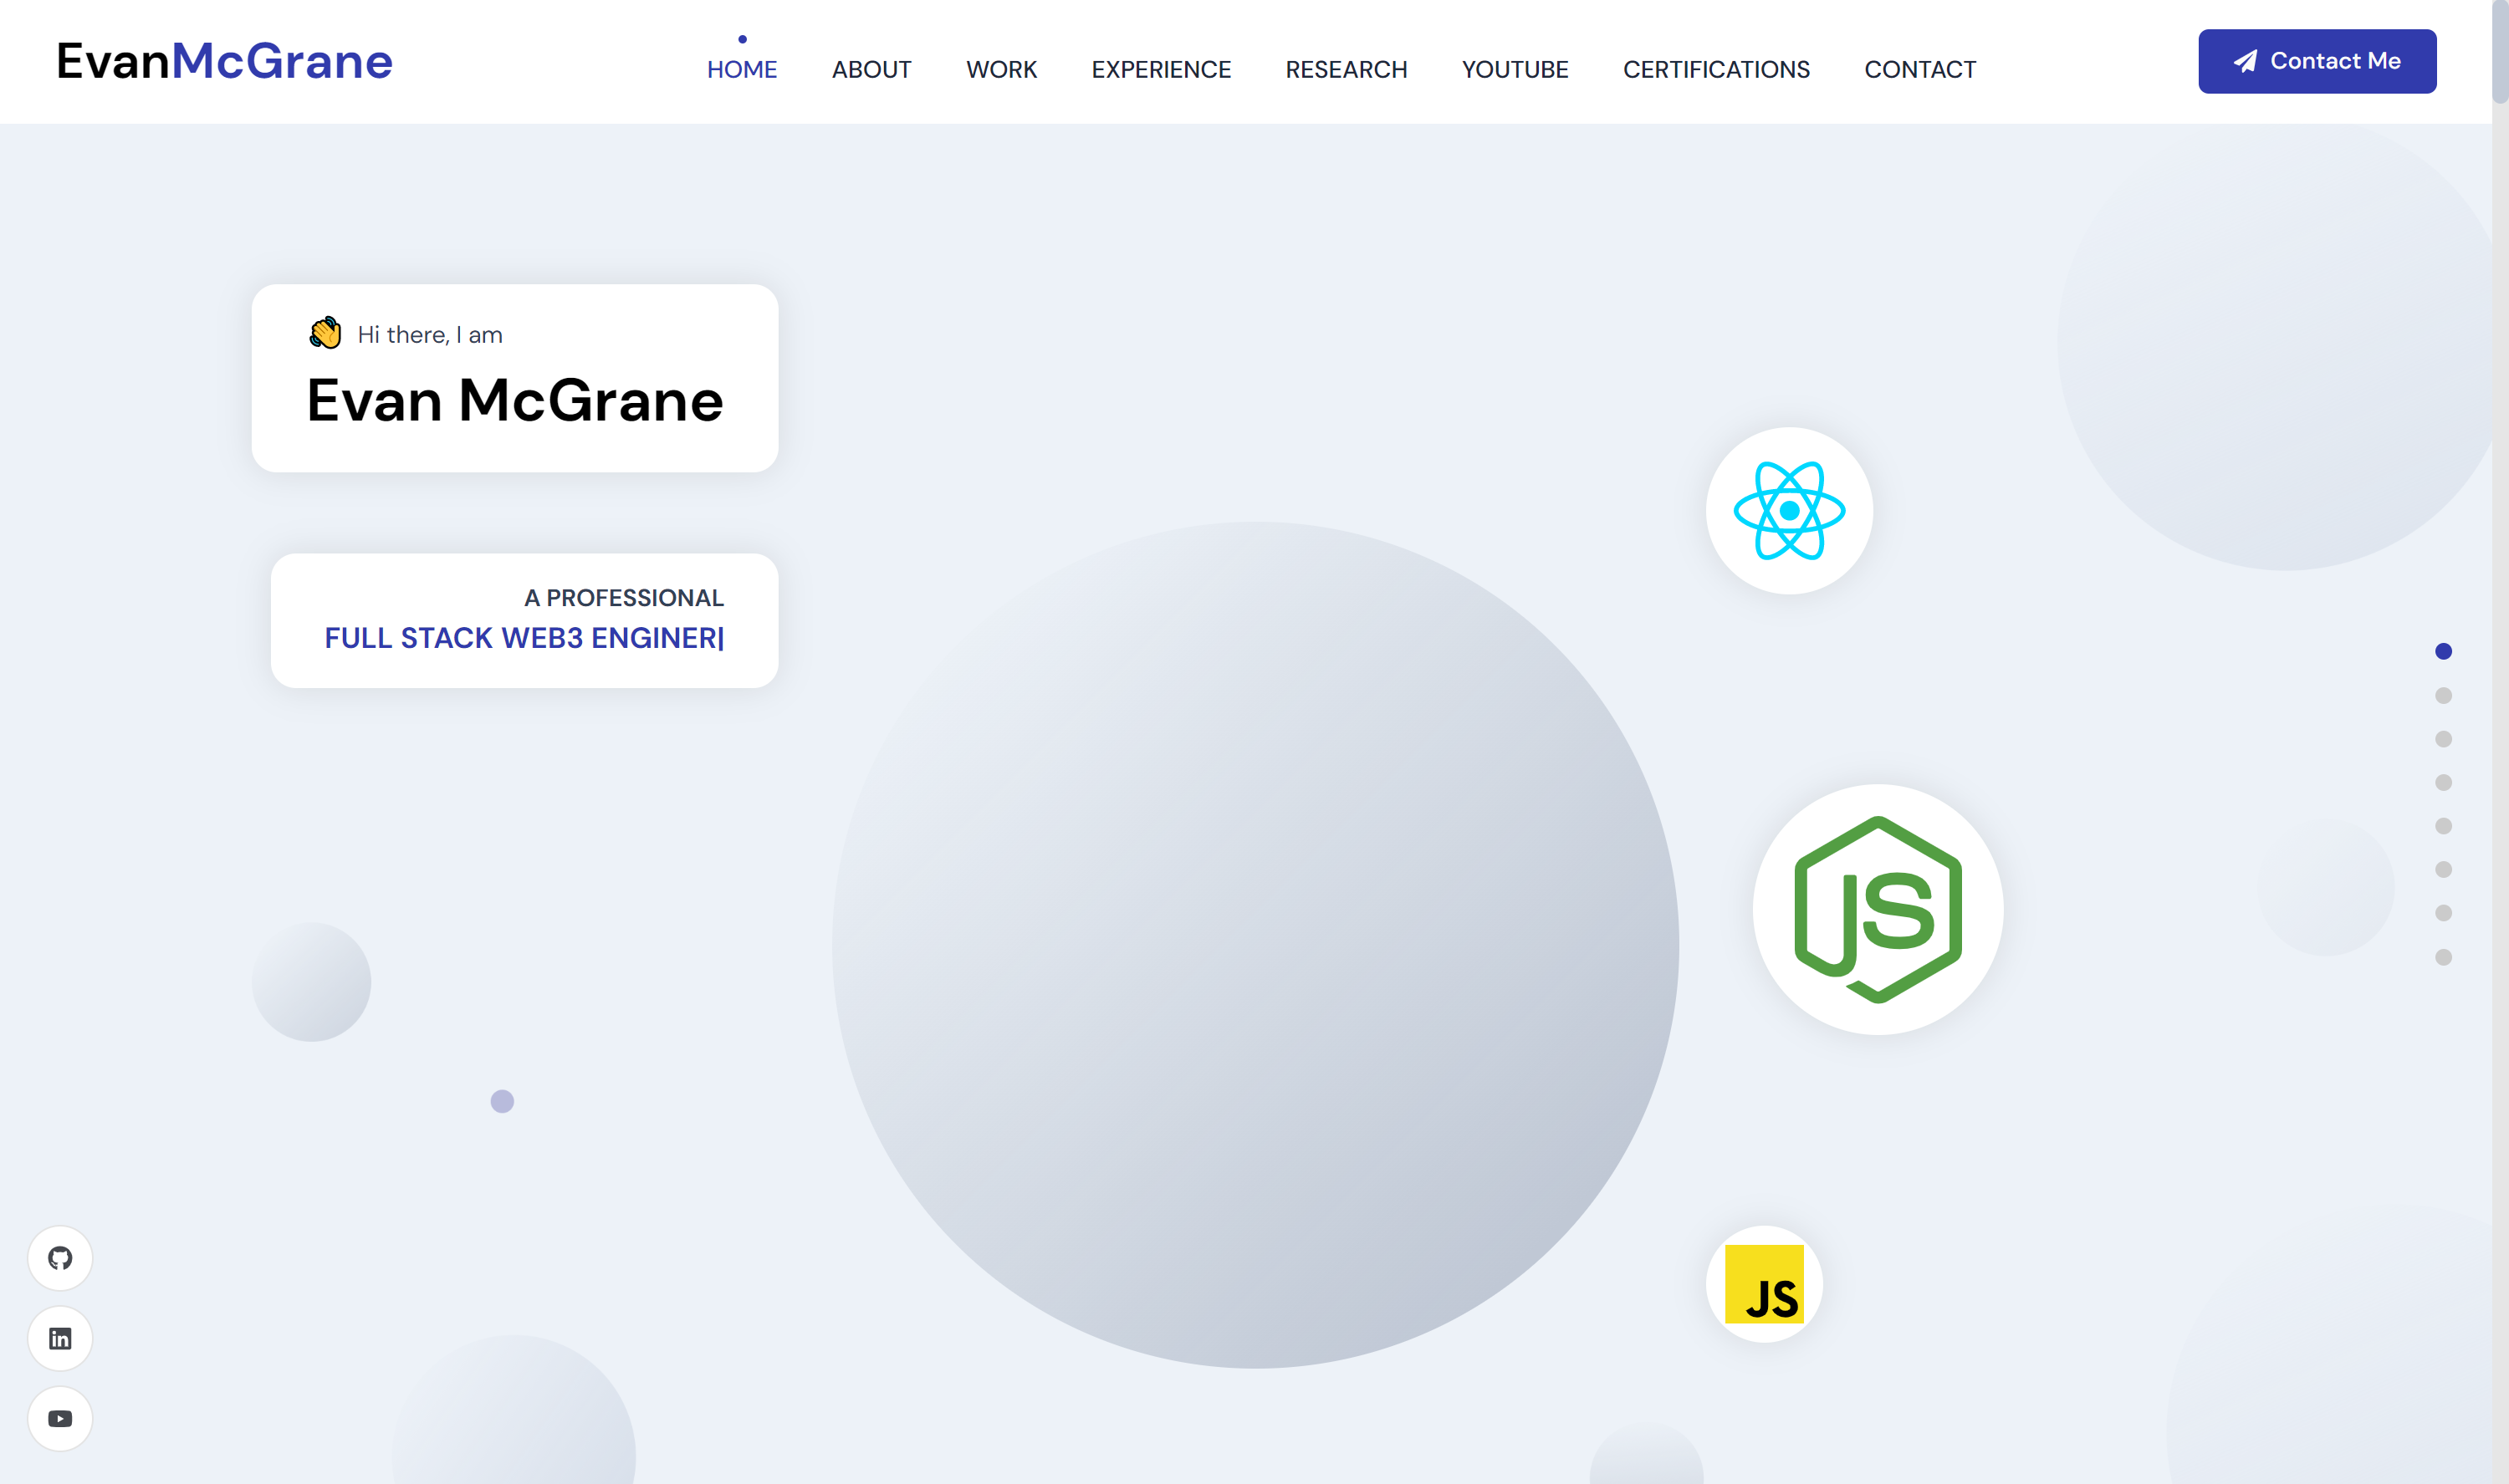 EvanMcGrane
HOME
ABOUT
WORK
EXPERIENCE
RESEARCH
YOUTUBE
CERTIFICATIONS
CONTACT
Contact Me
Hi there, I am
Evan McGrane
A PROFESSIONAL
FULL STACK WEB3 ENGINER|
JS
JS
in